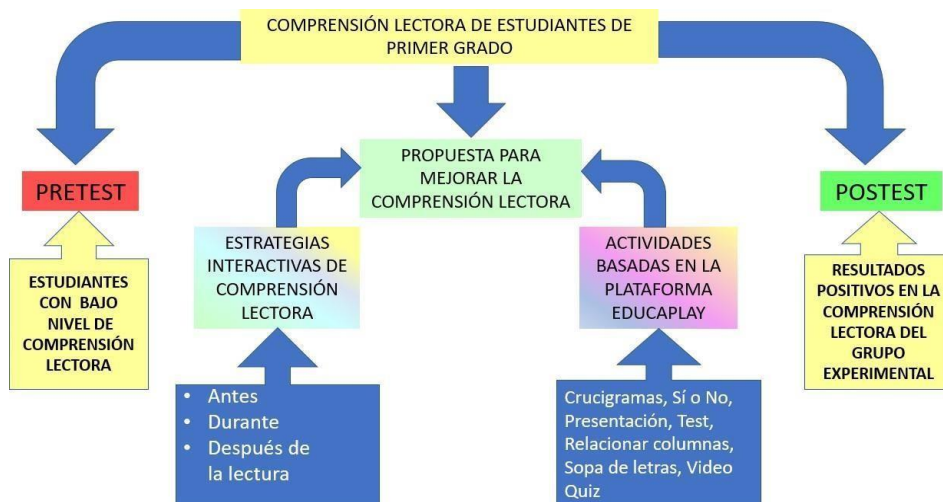 COMPRENSIÓN LECTORA DE ESTUDIANTES DE
PRIMER GRADO
PRETEST
PROPUESTA PARA
MEJORAR LA
COMPRENSIÓN LECTORA
POSTEST
ESTUDIANTES
CON BAJO
NIVEL DE
COMPRENSIÓN
LECTORA
ESTRATEGIAS
INTERACTIVAS DE
COMPRENSIÓN
LECTORA
ACTIVIDADES
BASADAS EN LA
PLATAFORMA
EDUCAPLAY
RESULTADOS
POSITIVOS EN LA
COMPRENSIÓN
LECTORA DEL
GRUPO
EXPERIMENTAL
• Antes
• Durante
• Después de
la lectura
Crucigramas, Sí o No,
Presentación, Test,
Relacionar columnas,
Sopa de letras, Video
Quiz